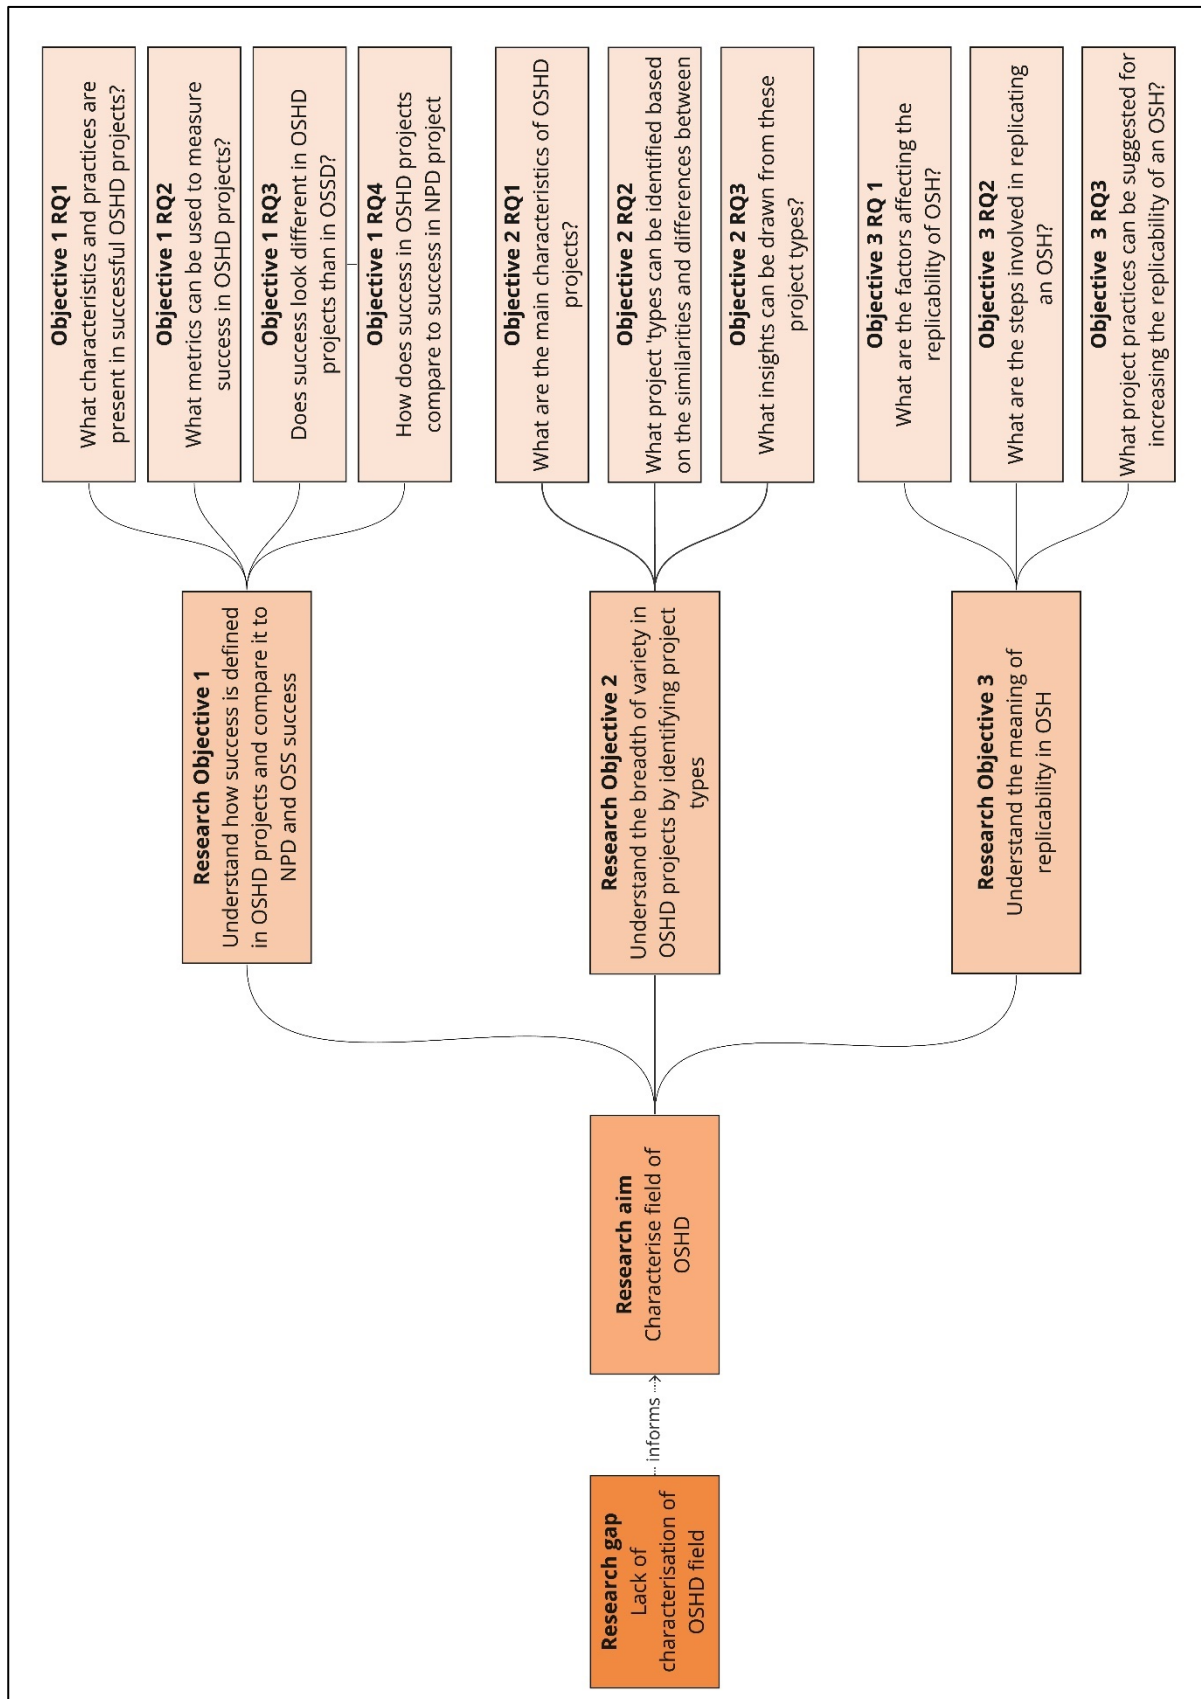 Research gap
Lack of
characterisation of
OSHD field
informs
Research aim
Characterise field of
OSHD
Research Objective 1
Understand how success is defined
in OSHD projects and compare it to
NPD and OSS success
Research Objective 2
Understand the breadth of variety in
OSHD projects by identifying project
types
Research Objective 3
Understand the meaning of
replicability in OSH
Objective 1 RQ1
What characteristics and practices are
present in successful OSHD projects?
Objective 1 RQ2
What metrics can be used to measure
success in OSHD projects?
Objective 1 RQ3
Does success look different in OSHD
projects than in OSSD?
Objective 1 RQ4
How does success in OSHD projects
compare to success in NPD project
Objective 2 RQ1
What are the main characteristics of OSHD
projects?
Objective 2 RQ2
What project 'types can be identified based
on the similarities and differences between
Objective 2 RQ3
What insights can be drawn from these
project types?
Objective 3 RQ 1
What are the factors affecting the
replicability of OSH?
Objective 3 RQ2
What are the steps involved in replicating
an OSH?
Objective 3 RQ3
What project practices can be suggested for
increasing the replicability of an OSH?